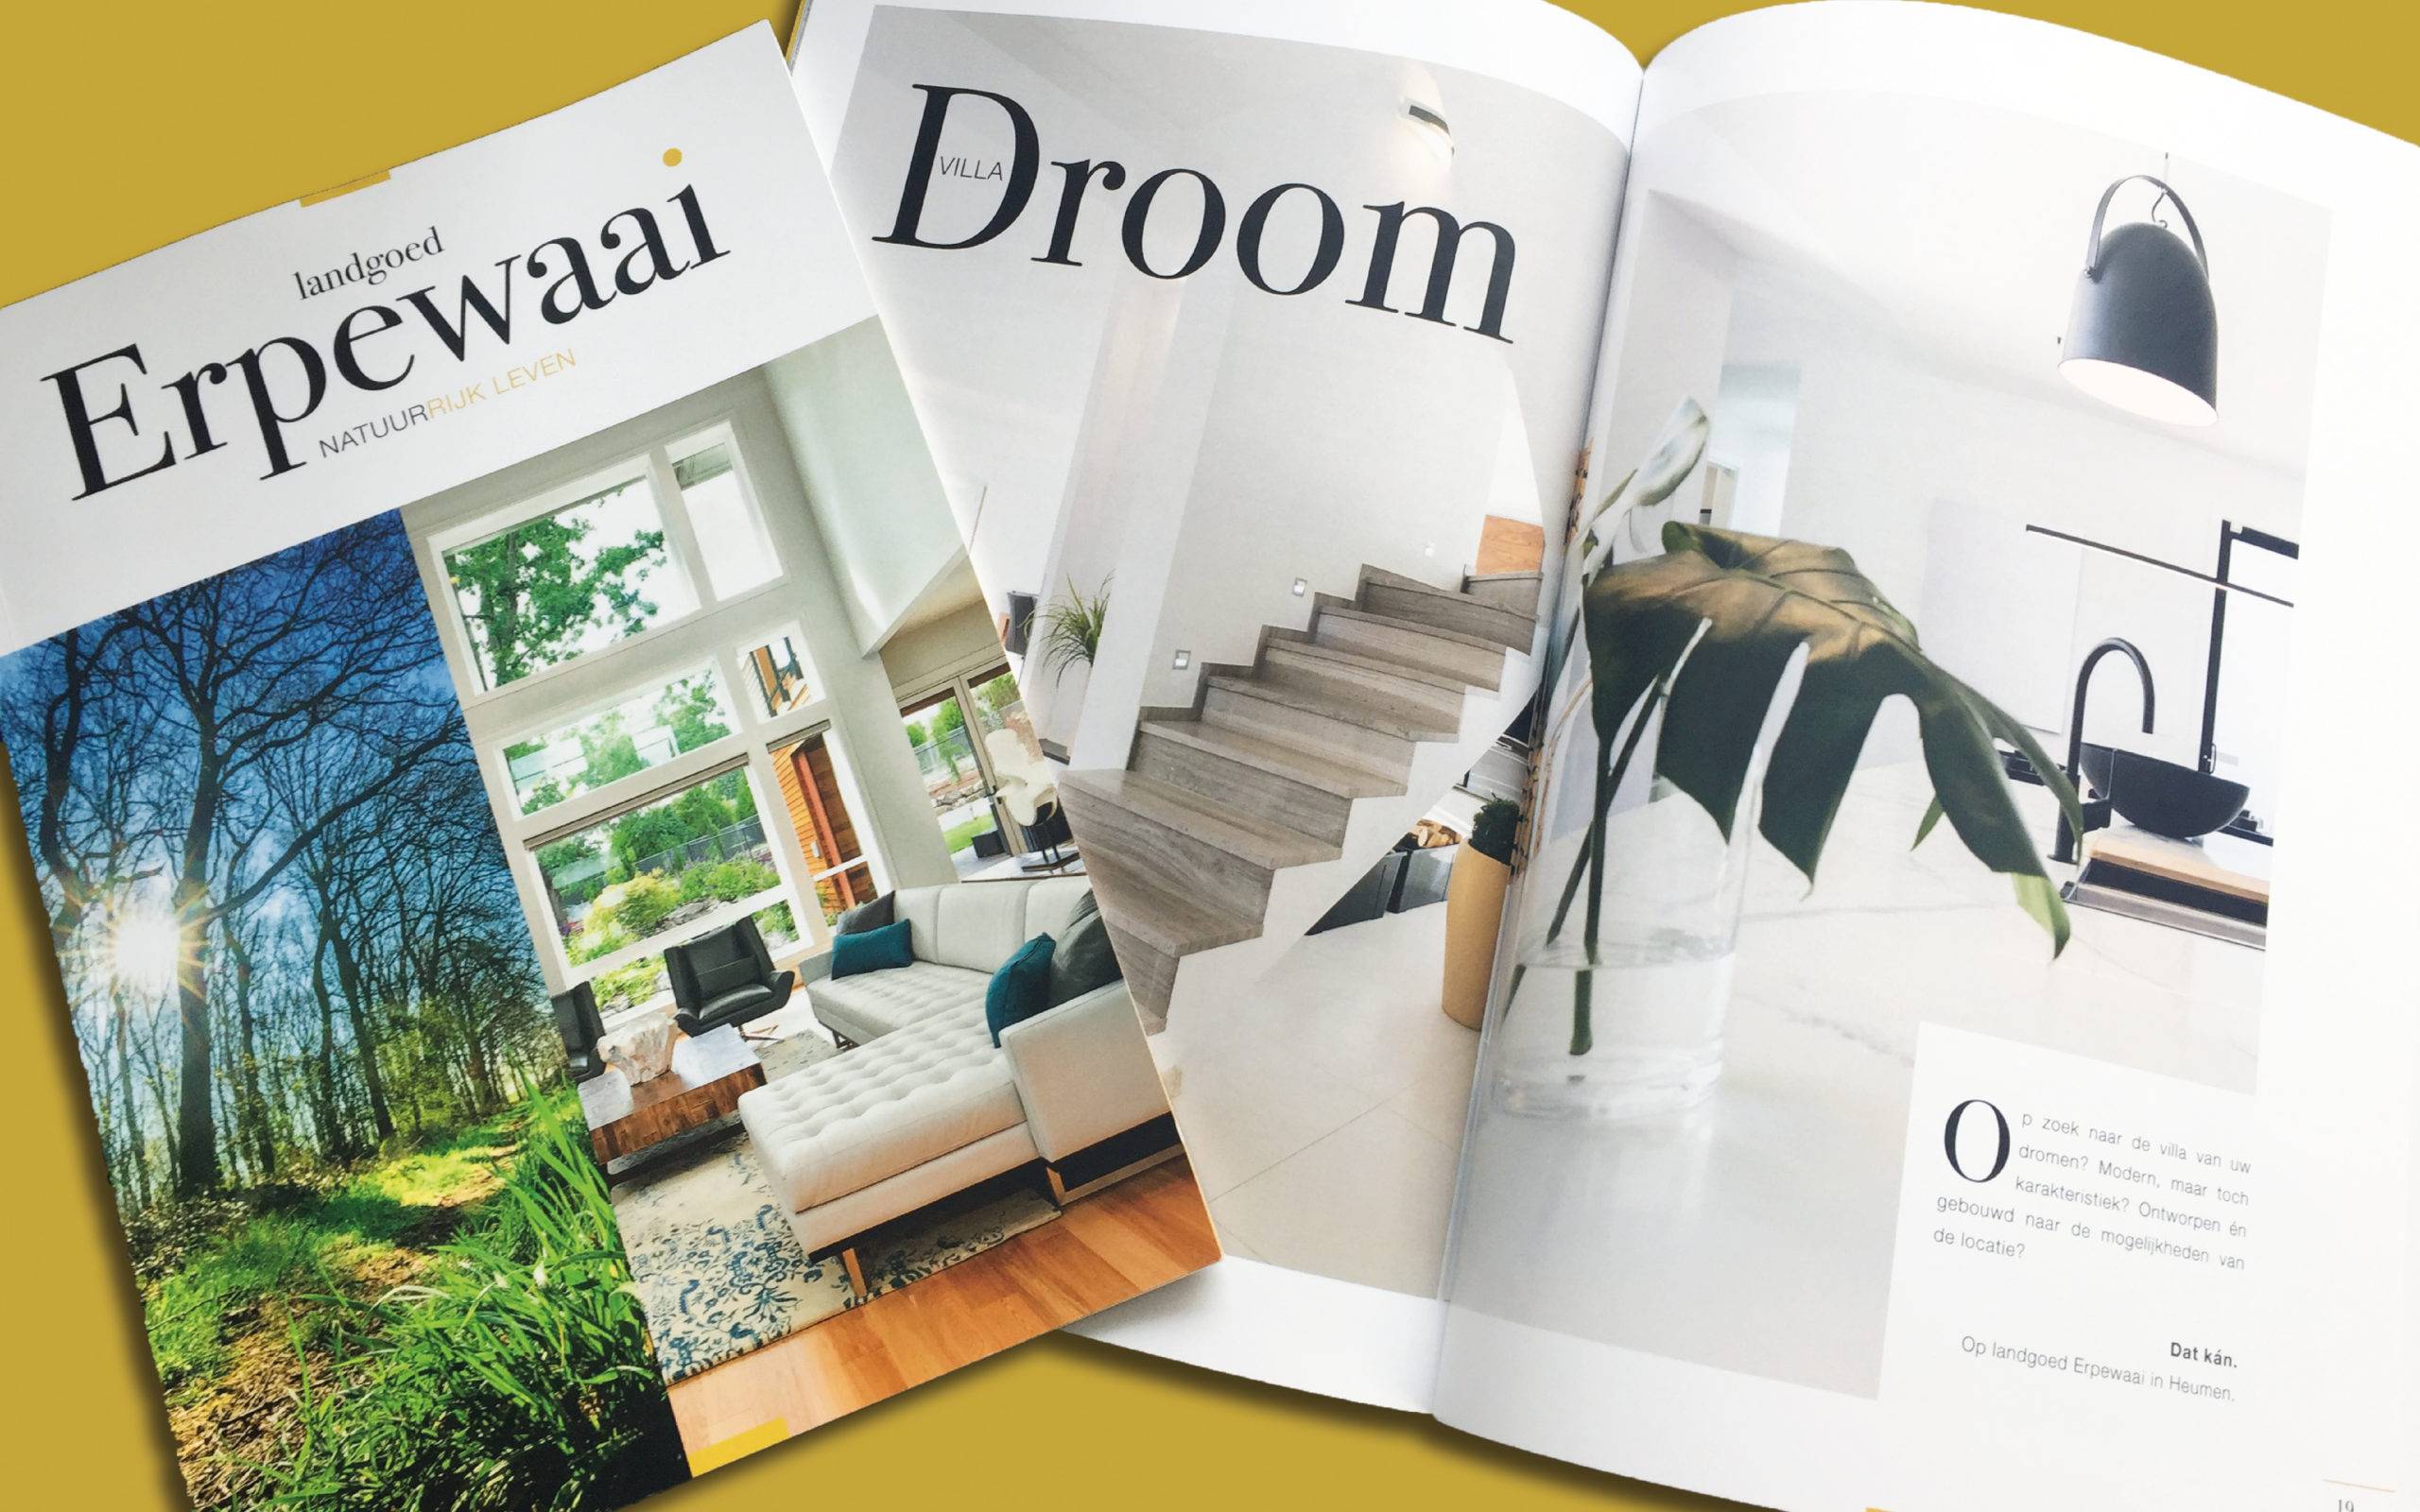 landgoed
Erpewaai
NATUURRIJK LEVEN
VILLA
Droom
Op zoek naar de villa van uw
dromen? Modern, maar toch
karakteristiek? Ontworpen én
gebouwd naar de mogelijkheden van
de locatie?
Dat kán.
Op landgoed Erpewaai in Heumen.
19